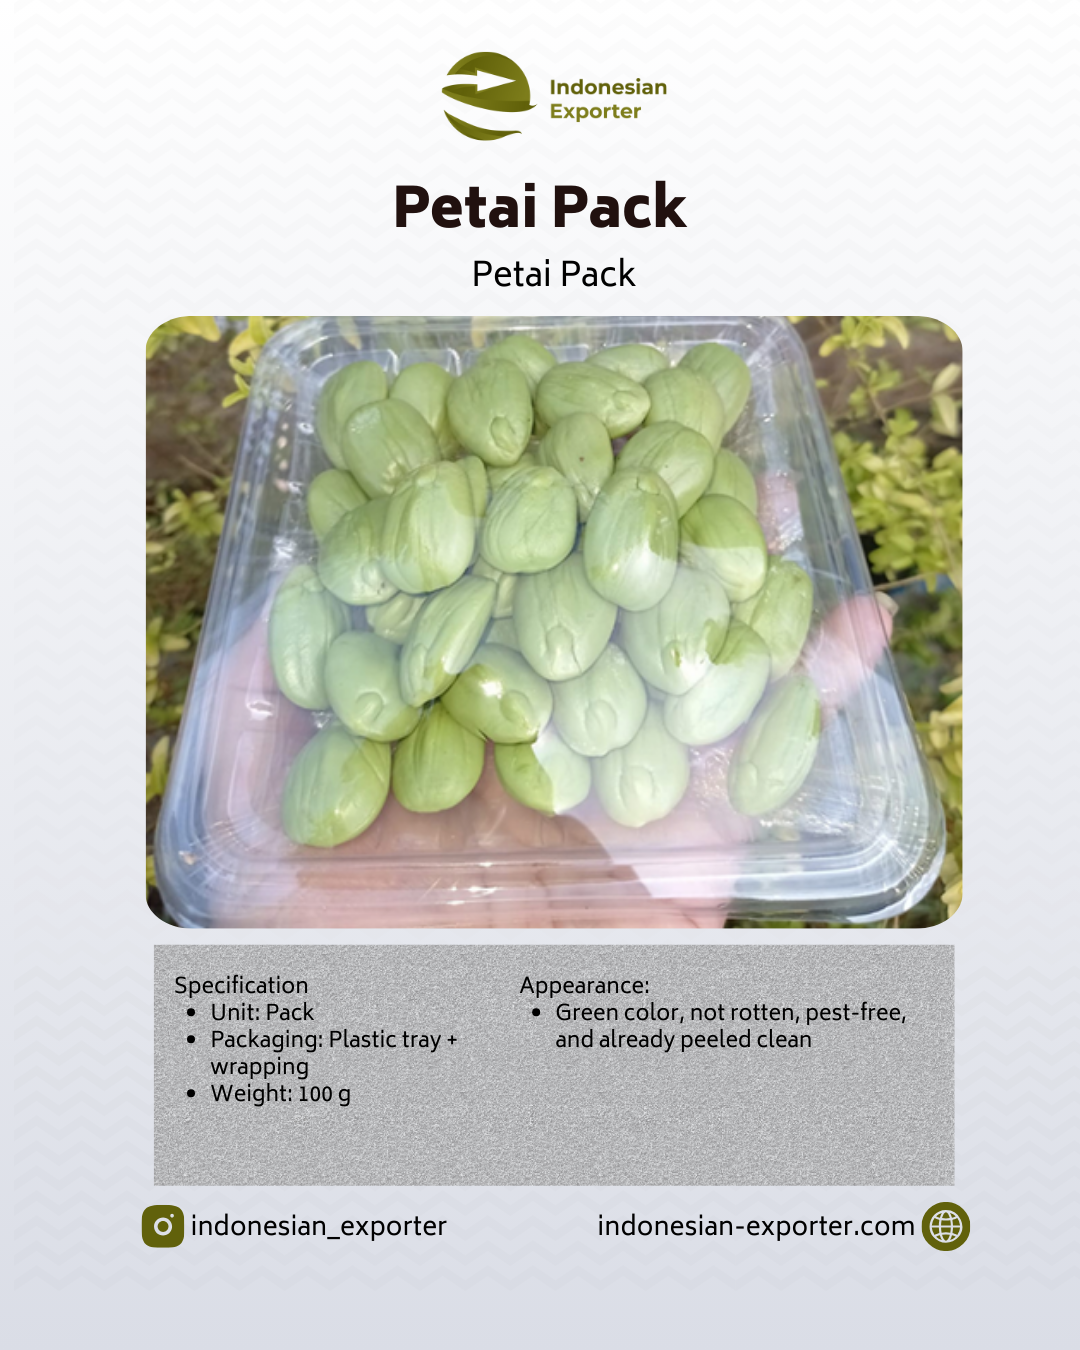 Indonesian
Exporter
Petai Pack
Petai Pack
Specification
• Unit: Pack
• Packaging: Plastic tray +
wrapping
• Weight: 100 g
Appearance:
• Green color, not rotten, pest-free,
and already peeled clean
indonesian_exporter
indonesian-exporter.com